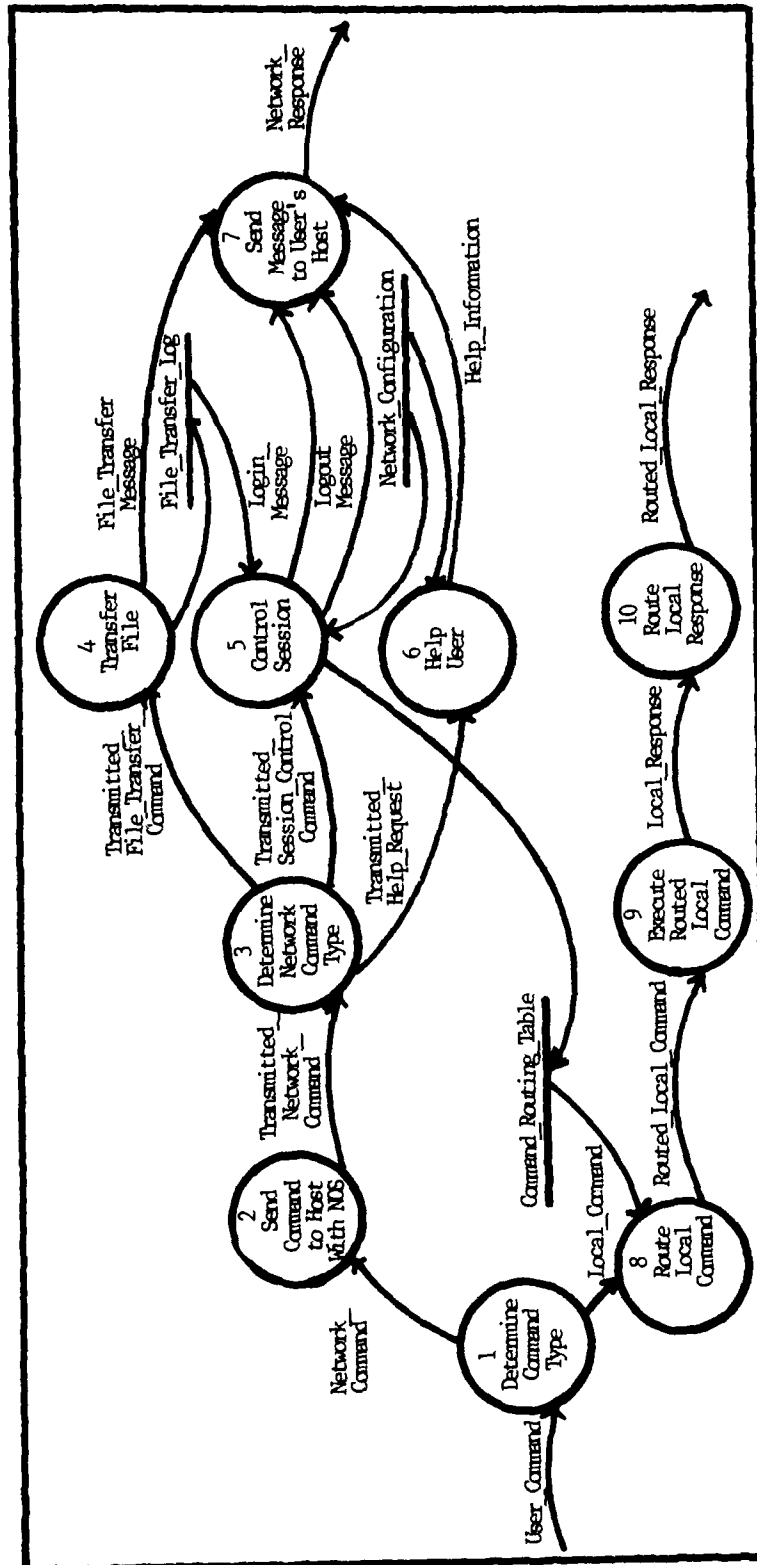 User_Command
1
Determine
Command
Type
Network_
Command
Local_Command
2
Send
Command
to Host
With NOS
Transmitted_
Network_
Command
3
Determine
Network
Command
Type
Transmitted_
File_Transfer_
Command
Transmitted_
Session_Control_
Command
Transmitted_
Help_Request
4
Transfer
File
File_Transfer_
Message
File_Transfer_Log
5
Control
Session
Login_
Message
Logout_
Message
Network_Configuration
6
Help
User
Help_Information
7
Send
Message
to User's
Host
Network_
Response
Command_Routing_Table
8
Route
Local
Command
Routed_Local_Command
9
Execute
Routed
Local
Command
Local_Response
10
Route
Local
Response
Routed_Local_Response